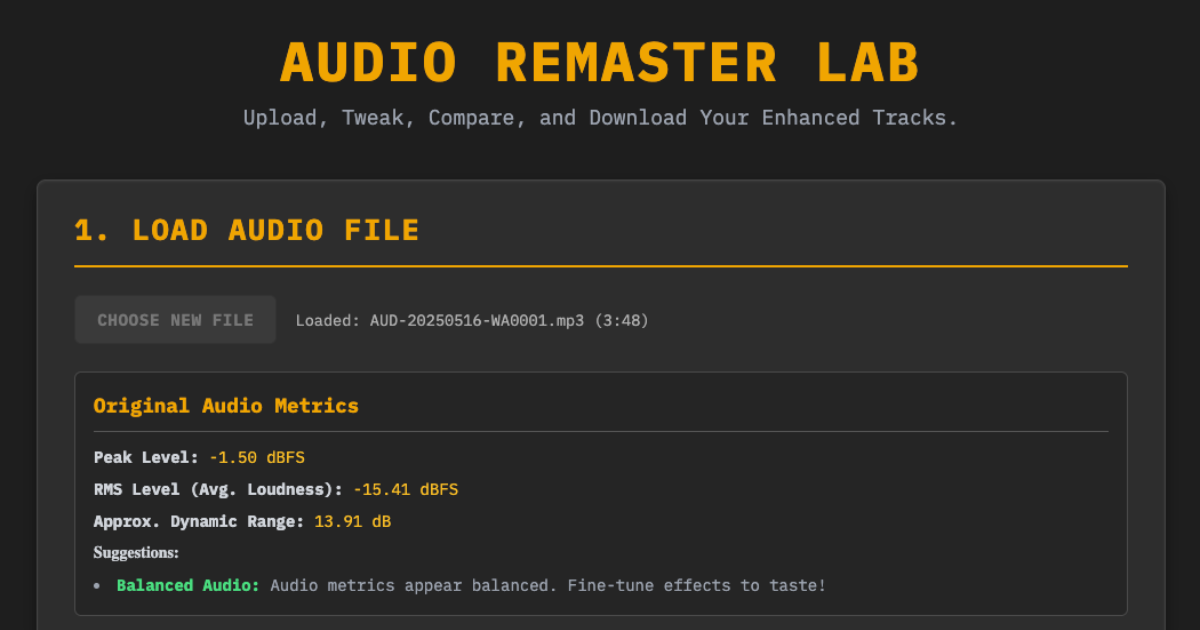 AUDIO REMASTER LAB
Upload, Tweak, Compare, and Download Your Enhanced Tracks.
1. LOAD AUDIO FILE
CHOOSE NEW FILE
Loaded: AUD-20250516-WA0001.mp3 (3:48)
Original Audio Metrics
Peak Level: -1.50 dBFS
RMS Level (Avg. Loudness): -15.41 dBFS
Approx. Dynamic Range: 13.91 dB
Suggestions:
• Balanced Audio: Audio metrics appear balanced. Fine-tune effects to taste!